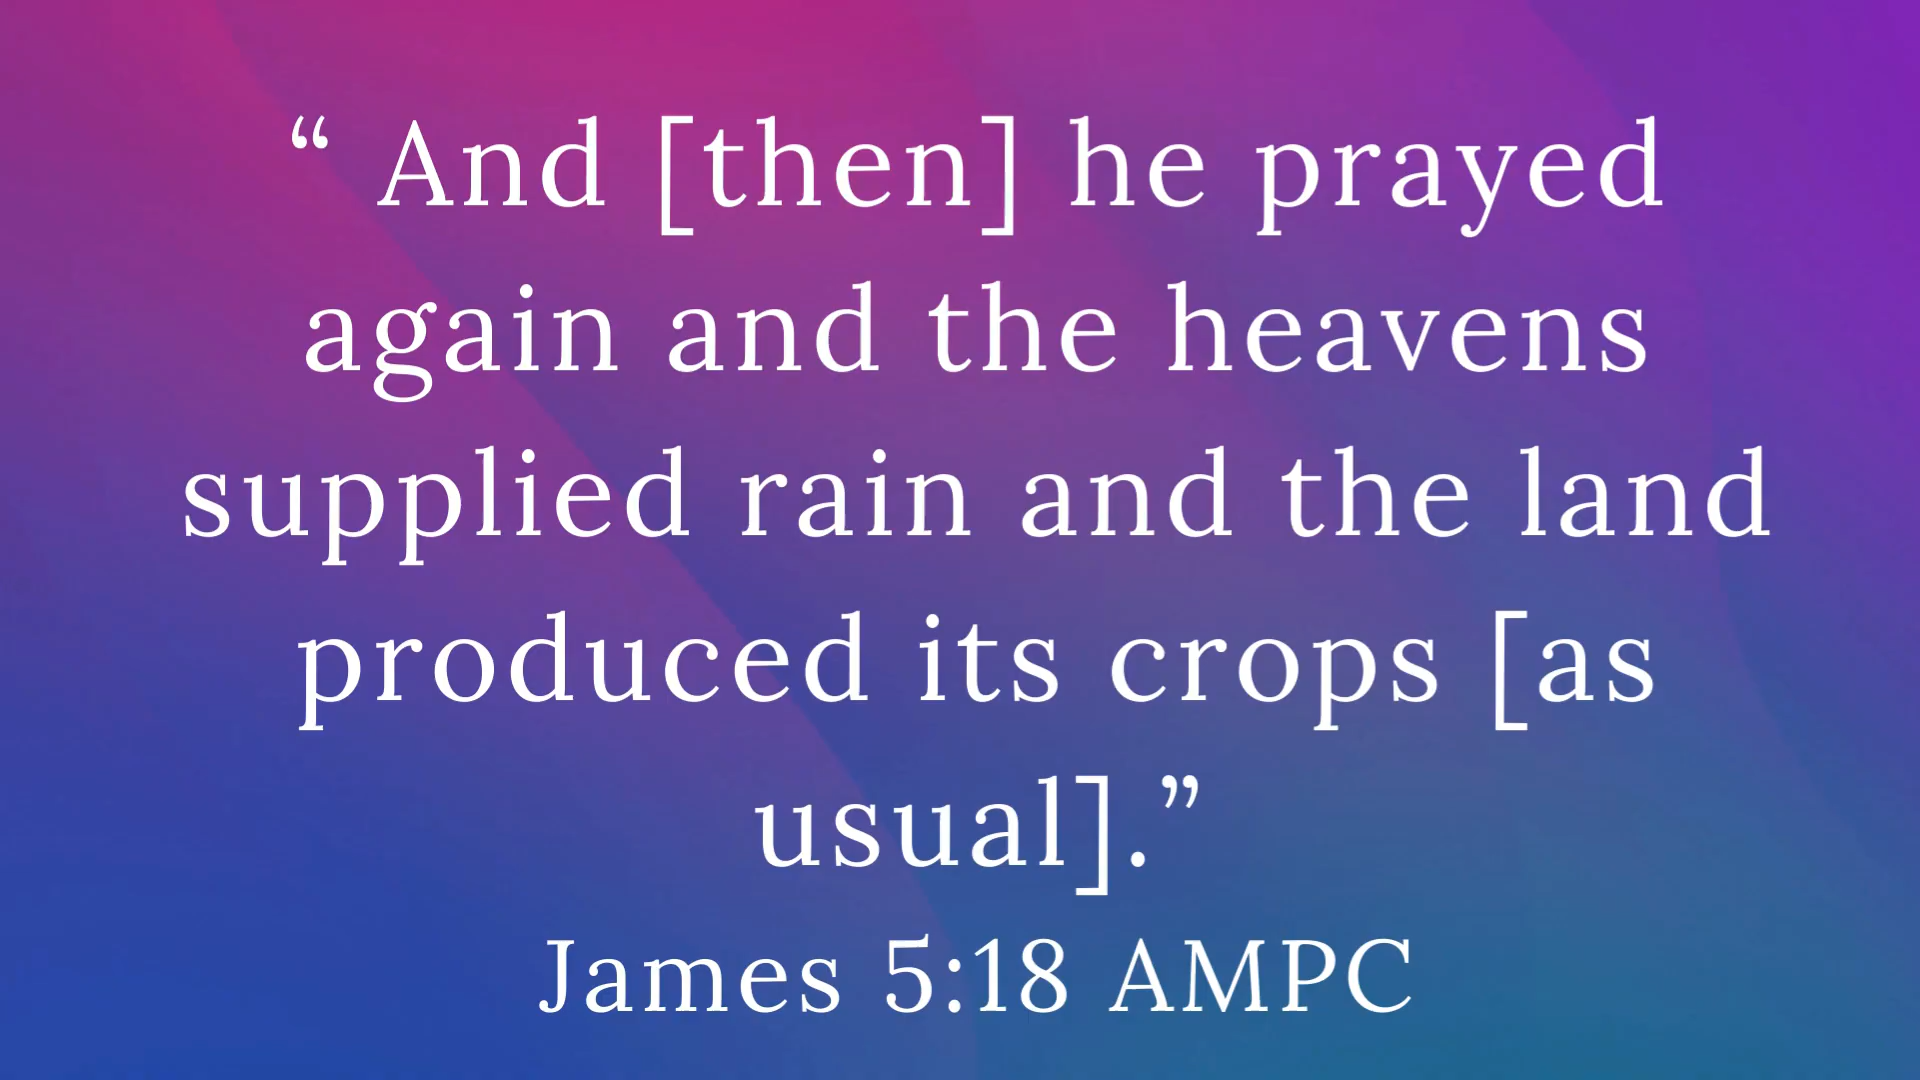 “ And [then] he prayed
again and the heavens
supplied rain and the land
produced its crops [as
usual].”
James 5:18 AMPC